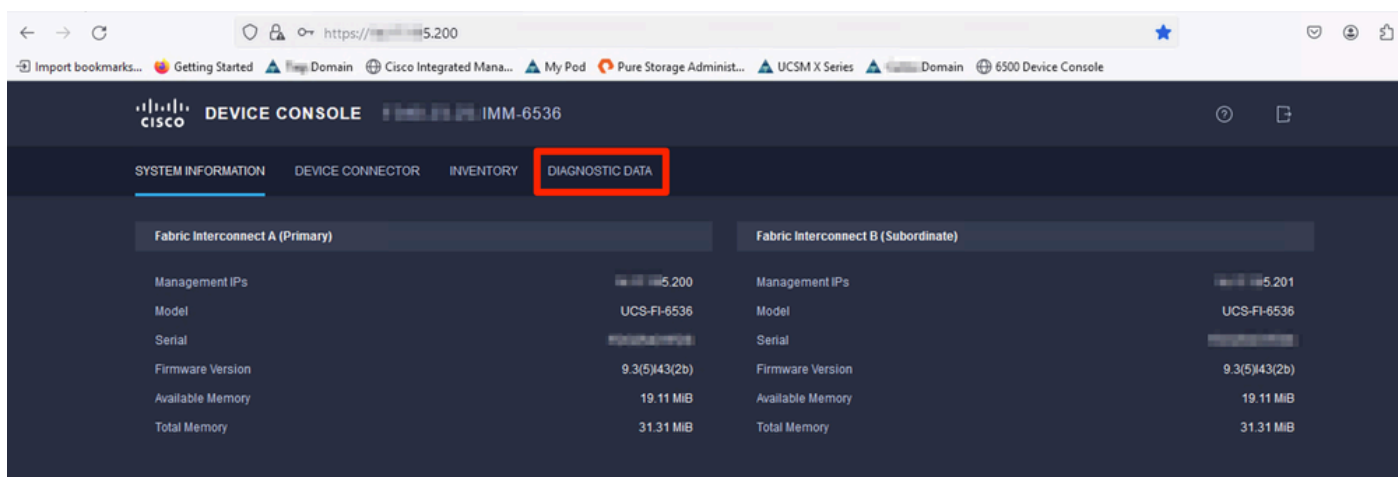 https:// 5.200
Import bookmarks... Getting Started Domain Cisco Integrated Mana... My Pod Pure Storage Administ... UCSM X Series Domain 6500 Device Console
CISCO DEVICE CONSOLE IMM-6536
SYSTEM INFORMATION DEVICE CONNECTOR INVENTORY DIAGNOSTIC DATA
Fabric Interconnect A (Primary) Fabric Interconnect B (Subordinate)
Management IPs 5.200 Management IPs 5.201
Model UCS-FI-6536 Model UCS-FI-6536
Serial Serial
Firmware Version 9.3(5)I43(2b) Firmware Version 9.3(5)I43(2b)
Available Memory 19.11 MiB Available Memory 19.11 MiB
Total Memory 31.31 MiB Total Memory 31.31 MiB